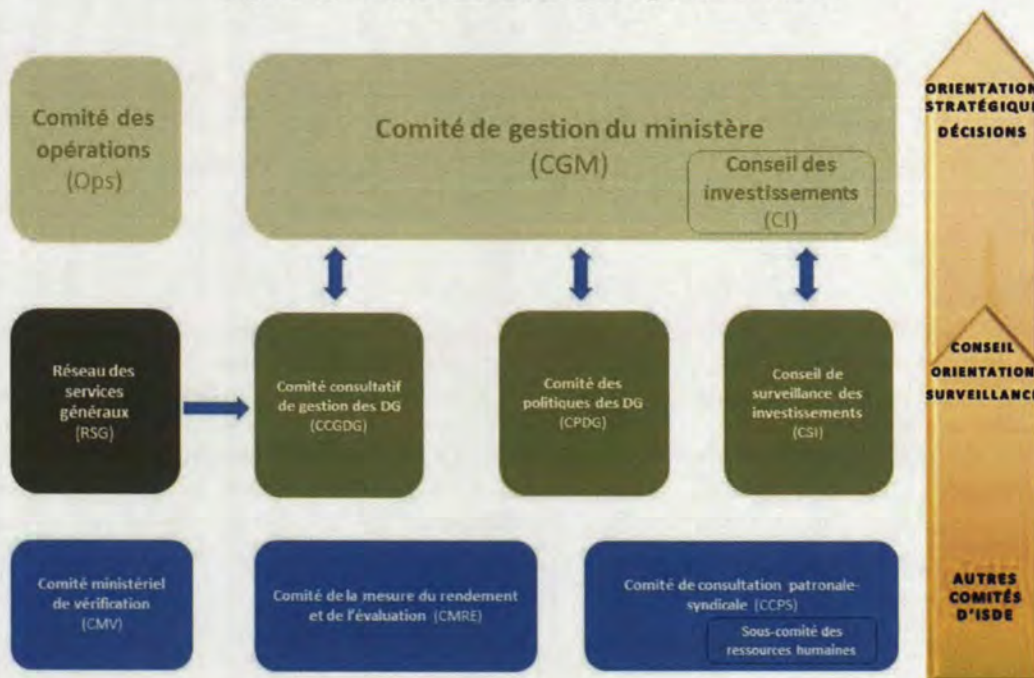 Comité des
opérations
(Ops)
Comité de gestion du ministère
(CGM)
Conseil des
investissements
(CI)
ORIENTATION
STRATÉGIQUE
DÉCISIONS
Réseau des
services
généraux
(RSG)
Comité consultatif
de gestion des DG
(CCGDG)
Comité des
politiques des DG
(CPDG)
Conseil de
surveillance des
investissements
(CSI)
CONSEIL
ORIENTATION
SURVEILLANCE
Comité ministériel
de vérification
(CMV)
Comité de la mesure du rendement
et de l'évaluation (CMRE)
Comité de consultation patronale-
syndicale (CCPS)
Sous-comité des
ressources humaines
AUTRES
COMITÉS
D'ISDE